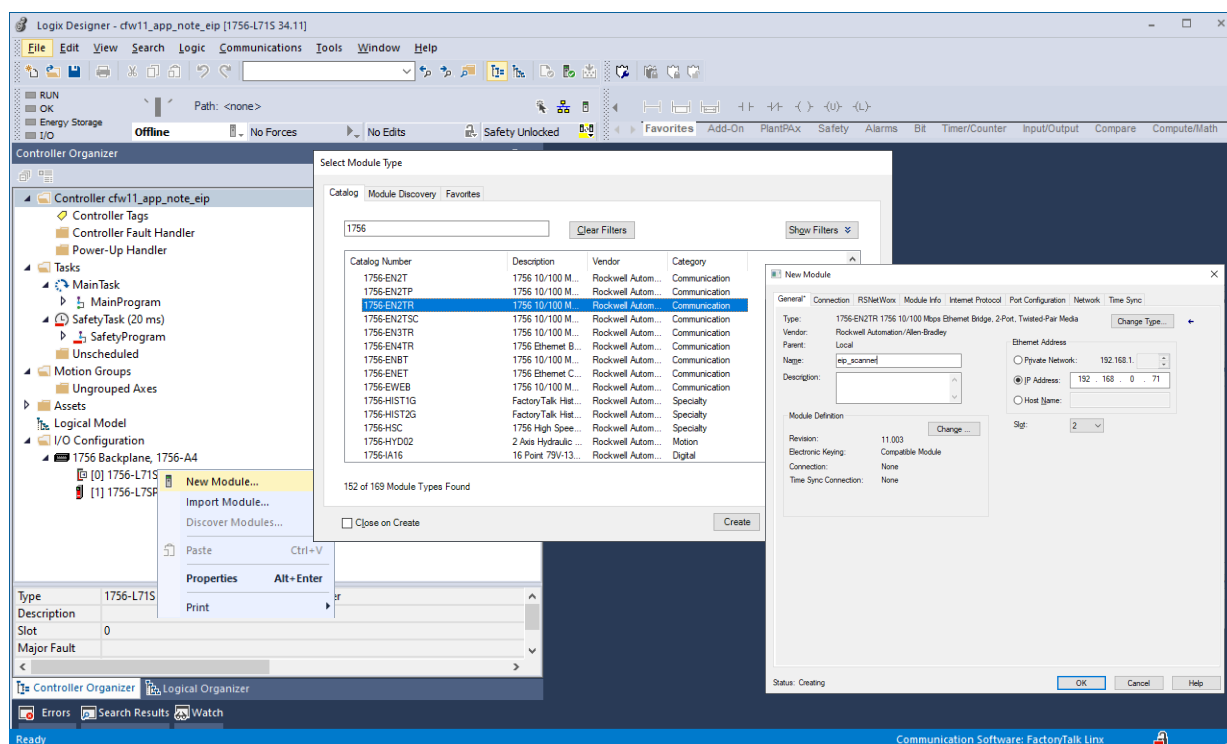 Logix Designer - cfw11_app_note_eip [1756-L71S 34.11]
File Edit View Search Logic Communications Tools Window Help
RUN
OK
Energy Storage
I/O
Path: <none>
Offline No Forces No Edits Safety Unlocked
Favorites Add-On PlantPAx Safety Alarms Bit Timer/Counter Input/Output Compare Compute/Math
Controller Organizer
Controller cfw11_app_note_eip
Controller Tags
Controller Fault Handler
Power-Up Handler
Tasks
MainTask
MainProgram
SafetyTask (20 ms)
SafetyProgram
Unscheduled
Motion Groups
Ungrouped Axes
Assets
Logical Model
I/O Configuration
1756 Backplane, 1756-A4
[0] 1756-L71S
[1] 1756-L7SP
New Module...
Import Module...
Discover Modules...
Paste Ctrl+V
Properties Alt+Enter
Print
Type 1756-L71S er
Description
Slot 0
Major Fault
Controller Organizer Logical Organizer
Errors Search Results Watch
Ready
Communication Software: FactoryTalk Linx
Select Module Type
Catalog Module Discovery Favorites
1756
Clear Filters
Show Filters
Catalog Number Description Vendor Category
1756-EN2T 1756 10/100 M... Rockwell Autom... Communication
1756-EN2TP 1756 10/100 M... Rockwell Autom... Communication
1756-EN2TR 1756 10/100 M... Rockwell Autom... Communication
1756-EN2TSC 1756 10/100 M... Rockwell Autom... Communication
1756-EN3TR 1756 10/100 M... Rockwell Autom... Communication
1756-EN4TR 1756 Ethernet B... Rockwell Autom... Communication
1756-ENBT 1756 10/100 M... Rockwell Autom... Communication
1756-ENET 1756 Ethernet C... Rockwell Autom... Communication
1756-EWEB 1756 10/100 M... Rockwell Autom... Communication
1756-HIST1G FactoryTalk Hist... Rockwell Autom... Specialty
1756-HIST2G FactoryTalk Hist... Rockwell Autom... Specialty
1756-HSC 1756 High Spee... Rockwell Autom... Specialty
1756-HYD02 2 Axis Hydraulic ... Rockwell Autom... Motion
1756-IA16 16 Point 79V-13... Rockwell Autom... Digital
152 of 169 Module Types Found
Close on Create
Create
New Module
General* Connection RSNetWorx Module Info Internet Protocol Port Configuration Network Time Sync
Type: 1756-EN2TR 1756 10/100 Mbps Ethernet Bridge, 2-Port, Twisted-Pair Media
Change Type...
Vendor: Rockwell Automation/Allen-Bradley
Parent: Local
Name: eip_scanner
Description:
Ethernet Address
Private Network: 192.168.1.
IP Address: 192 . 168 . 0 . 71
Host Name:
Slot: 2
Module Definition
Change ...
Revision: 11.003
Electronic Keying: Compatible Module
Connection: None
Time Sync Connection: None
Status: Creating
OK Cancel Help